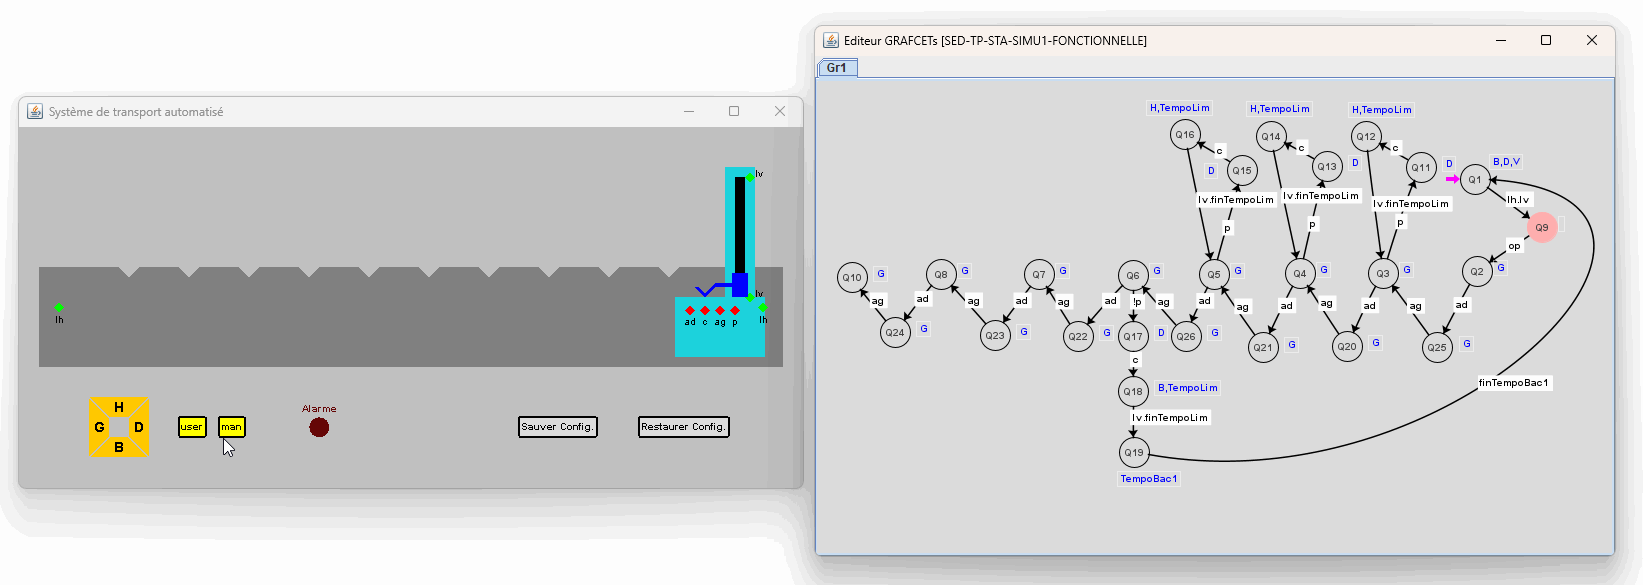 Système de transport automatisé
lv
lv
lh
lh
ad c ag p
H
G D
B
user
man
Alarme
Sauver Config.
Restaurer Config.
Editeur GRAFCETs [SED-TP-STA-SIMU1-FONCTIONNELLE]
Gr1
H,TempoLim
H,TempoLim
H,TempoLim
Q16
Q14
Q12
c
c
c
D
Q15
Q13
D
Q11
D
Q1
B,D,V
lv.finTempoLim
lv.finTempoLim
lv.finTempoLim
lh.lv
p
p
p
Q9
op
Q10
G
Q8
G
Q7
G
Q6
G
Q5
G
Q4
G
Q3
G
Q2
G
ag
ad
ag
ad
ag
ad
!p
ag
ad
ag
ad
ag
ad
ag
ad
Q24
G
Q23
G
Q22
G
Q17
D
Q26
G
Q21
G
Q20
G
Q25
G
c
finTempoBac1
Q18
B,TempoLim
lv.finTempoLim
Q19
TempoBac1